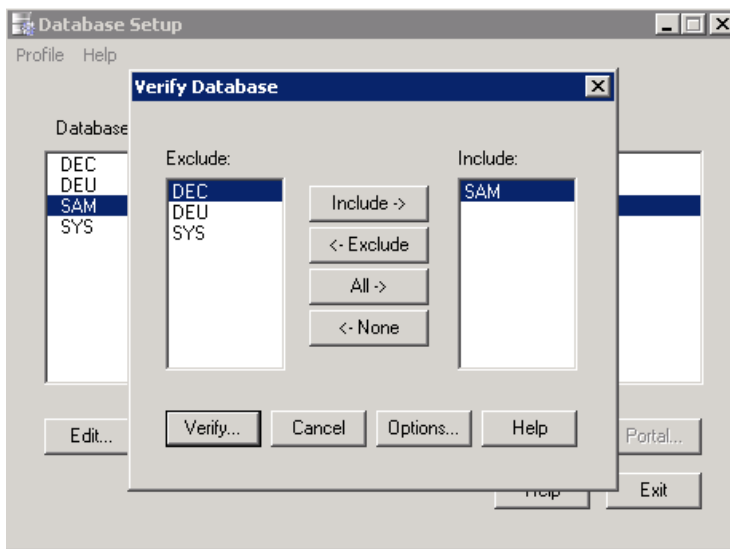 Database Setup
Profile Help
Verify Database
Database
Exclude:
Include:
DEC
DEU
SAM
SYS
DEC
DEU
SYS
Include ->
<- Exclude
All ->
<- None
SAM
Edit...
Verify...
Cancel
Options...
Help
Portal...
Help
Exit